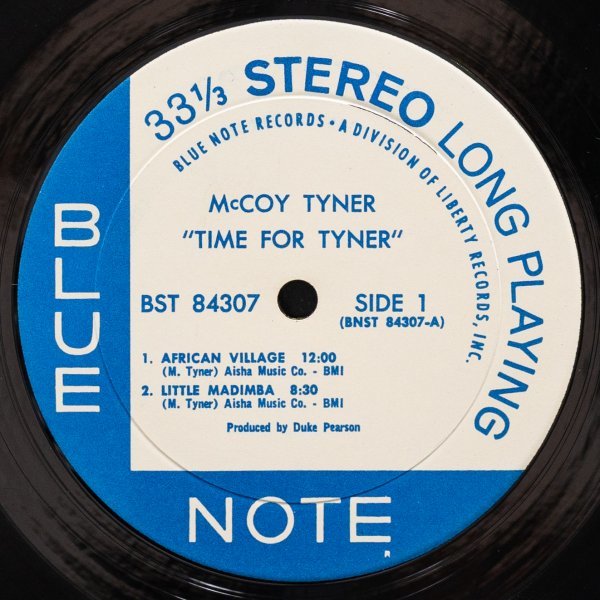 33⅓ STEREO LONG PLAYING
BLUE NOTE RECORDS • A DIVISION OF LIBERTY RECORDS, INC.
McCOY TYNER
"TIME FOR TYNER"
BST 84307 SIDE 1
(BNST 84307-A)
1. AFRICAN VILLAGE 12:00
(M. Tyner) Aisha Music Co. - BMI
2. LITTLE MADIMBA 8:30
(M. Tyner) Aisha Music Co. - BMI
Produced by Duke Pearson
BLUE
NOTE
R